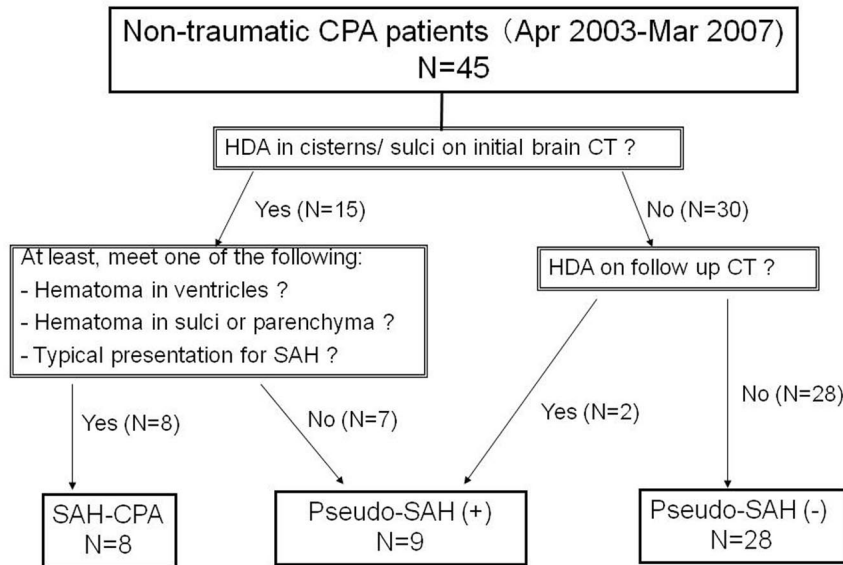 Non-traumatic CPA patients（Apr 2003-Mar 2007)
N=45
HDA in cisterns/ sulci on initial brain CT ?
Yes (N=15)
No (N=30)
At least, meet one of the following:
- Hematoma in ventricles ?
- Hematoma in sulci or parenchyma ?
- Typical presentation for SAH ?
HDA on follow up CT ?
Yes (N=8)
No (N=7)
Yes (N=2)
No (N=28)
SAH-CPA
N=8
Pseudo-SAH (+)
N=9
Pseudo-SAH (-)
N=28